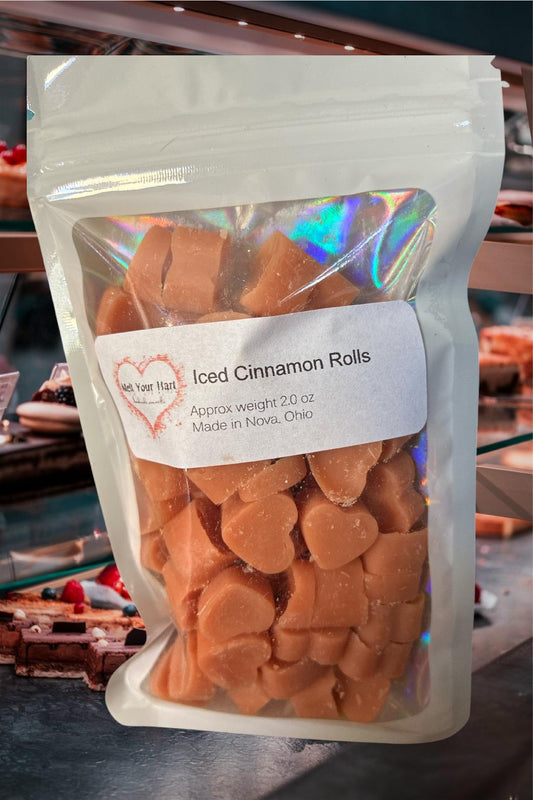 Melt Your Hart
Iced Cinnamon Rolls
Approx weight 2.0 oz
Made in Nova, Ohio